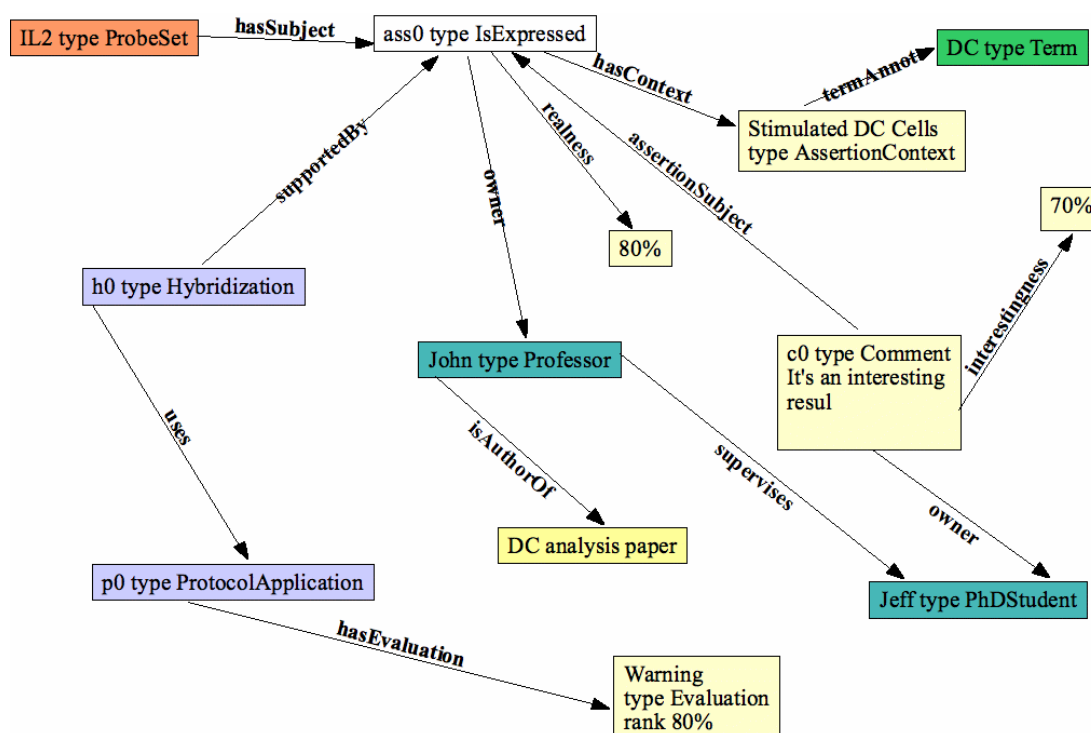 IL2 type ProbeSet
hasSubject
ass0 type IsExpressed
hasContext
termAnnot
DC type Term
Stimulated DC Cells
type AssertionContext
supportedBy
owner
realness
assertionSubject
80%
70%
interestingness
h0 type Hybridization
John type Professor
c0 type Comment
It's an interesting
resul
uses
isAuthorOf
supervises
owner
DC analysis paper
p0 type ProtocolApplication
Jeff type PhDStudent
hasEvaluation
Warning
type Evaluation
rank 80%